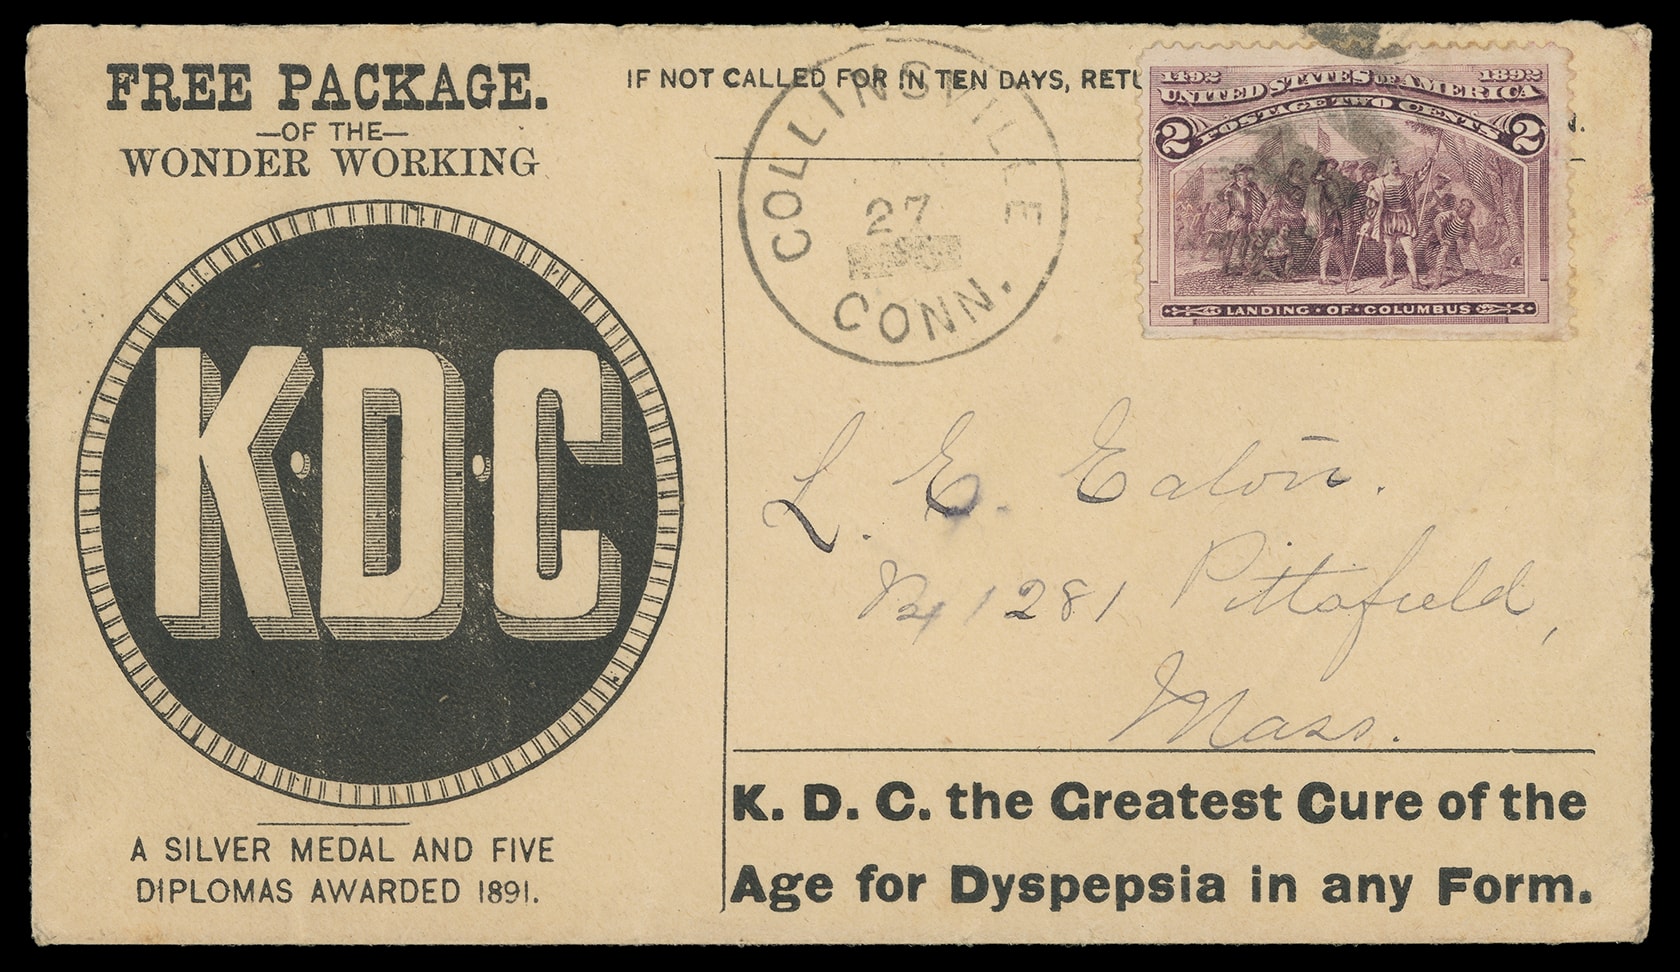 FREE PACKAGE.
—OF THE—
WONDER WORKING
K·D·C
A SILVER MEDAL AND FIVE
DIPLOMAS AWARDED 1891.
IF NOT CALLED FOR IN TEN DAYS, RETU
N.
COLLINSVILLE
27
CONN.
1492 1892
UNITED STATES OF AMERICA
2 POSTAGE TWO CENTS 2
LANDING · OF · COLUMBUS
L. E. Eaton.
Bx 1281 Pittsfield,
Mass.
K. D. C. the Greatest Cure of the
Age for Dyspepsia in any Form.